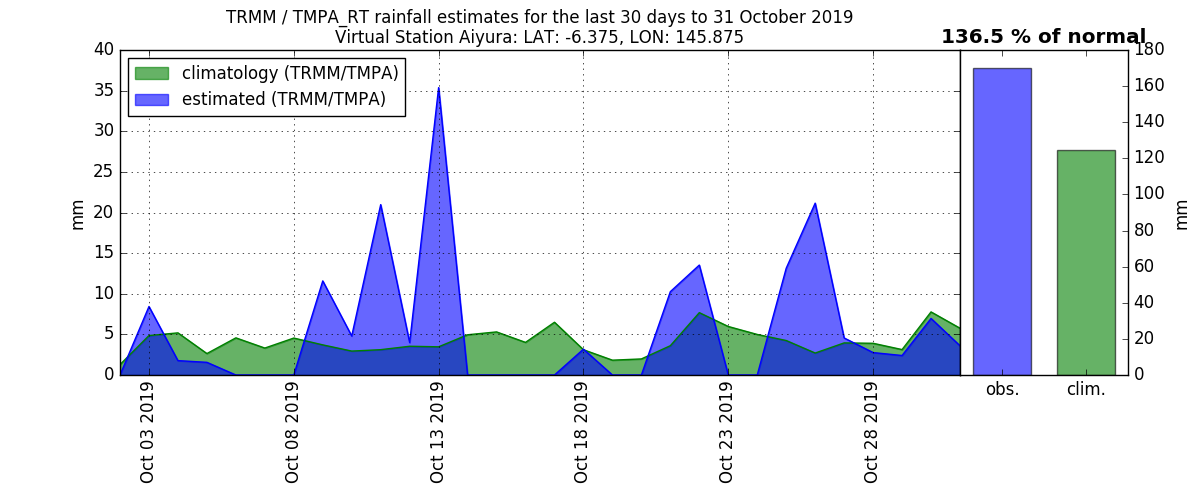 TRMM / TMPA_RT rainfall estimates for the last 30 days to 31 October 2019
Virtual Station Aiyura: LAT: -6.375, LON: 145.875
136.5 % of normal
climatology (TRMM/TMPA)
estimated (TRMM/TMPA)
mm
40
35
30
25
20
15
10
5
0
Oct 03 2019
Oct 08 2019
Oct 13 2019
Oct 18 2019
Oct 23 2019
Oct 28 2019
obs.
clim.
180
160
140
120
100
80
60
40
20
0
mm